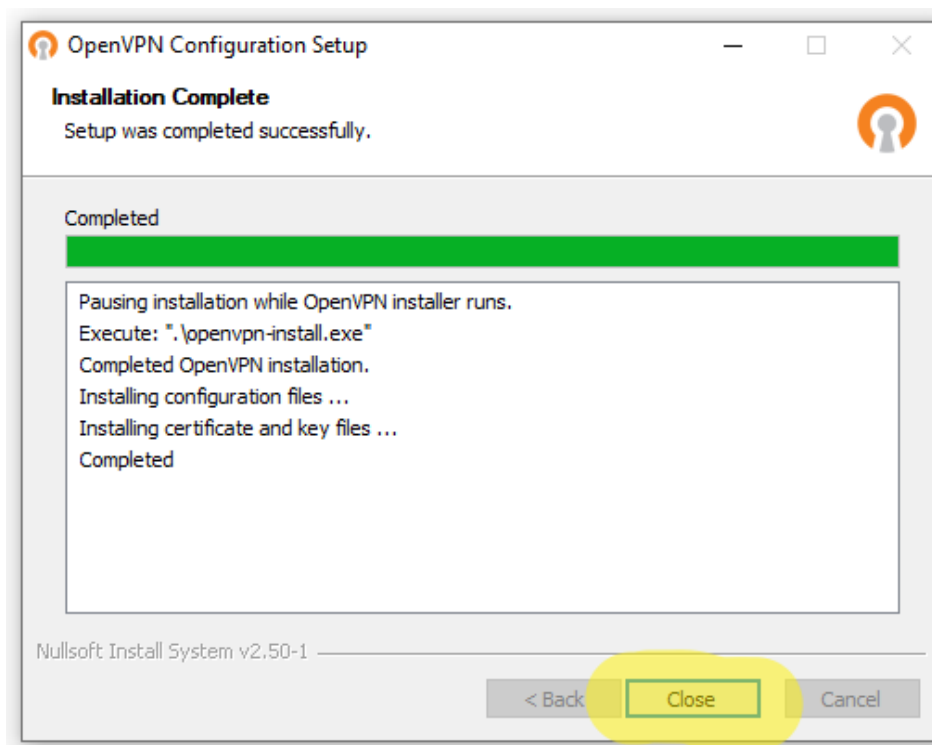 OpenVPN Configuration Setup
Installation Complete
Setup was completed successfully.
Completed
Pausing installation while OpenVPN installer runs.
Execute: ".\openvpn-install.exe"
Completed OpenVPN installation.
Installing configuration files ...
Installing certificate and key files ...
Completed
Nullsoft Install System v2.50-1
< Back Close Cancel